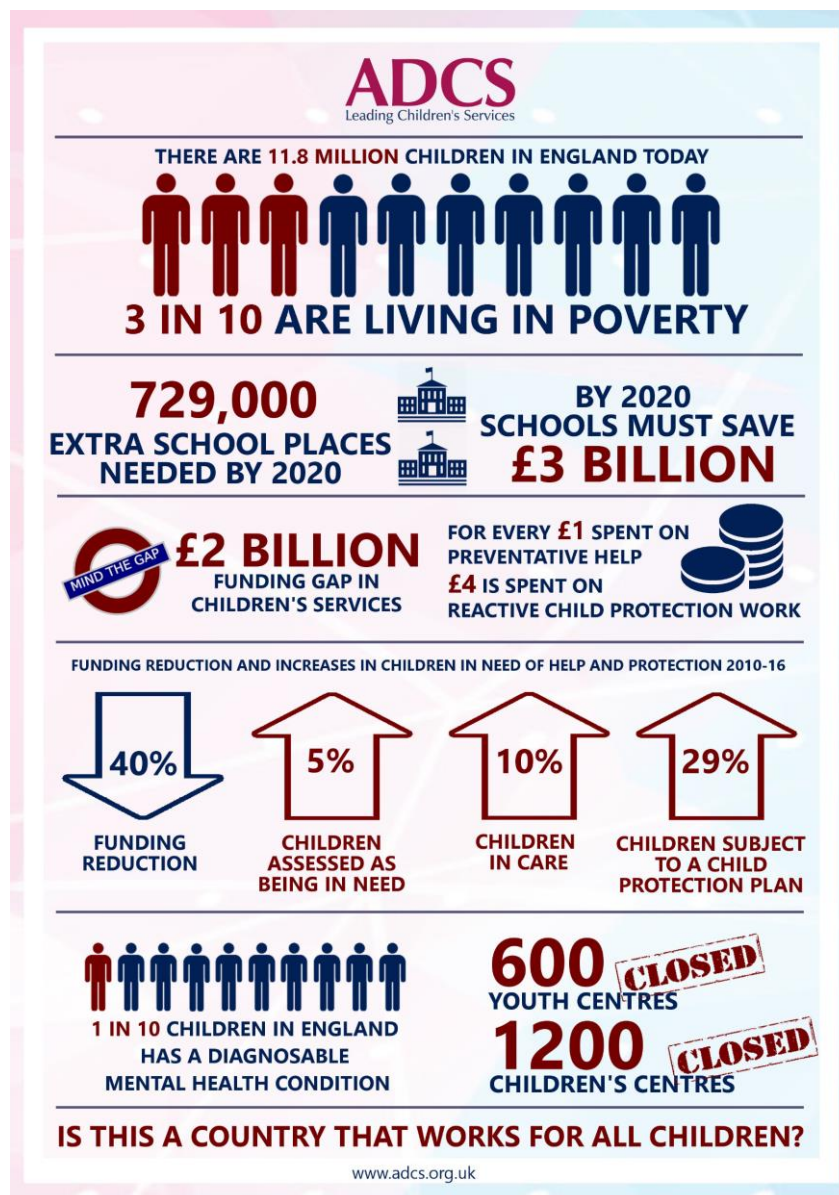 ADCS
Leading Children's Services
THERE ARE 11.8 MILLION CHILDREN IN ENGLAND TODAY
3 IN 10 ARE LIVING IN POVERTY
729,000
EXTRA SCHOOL PLACES
NEEDED BY 2020
BY 2020
SCHOOLS MUST SAVE
£3 BILLION
MIND THE GAP
£2 BILLION
FUNDING GAP IN
CHILDREN'S SERVICES
FOR EVERY £1 SPENT ON
PREVENTATIVE HELP
£4 IS SPENT ON
REACTIVE CHILD PROTECTION WORK
FUNDING REDUCTION AND INCREASES IN CHILDREN IN NEED OF HELP AND PROTECTION 2010-16
40%
FUNDING
REDUCTION
5%
CHILDREN
ASSESSED AS
BEING IN NEED
10%
CHILDREN
IN CARE
29%
CHILDREN SUBJECT
TO A CHILD
PROTECTION PLAN
1 IN 10 CHILDREN IN ENGLAND
HAS A DIAGNOSABLE
MENTAL HEALTH CONDITION
600 CLOSED
YOUTH CENTRES
1200 CLOSED
CHILDREN'S CENTRES
IS THIS A COUNTRY THAT WORKS FOR ALL CHILDREN?
www.adcs.org.uk